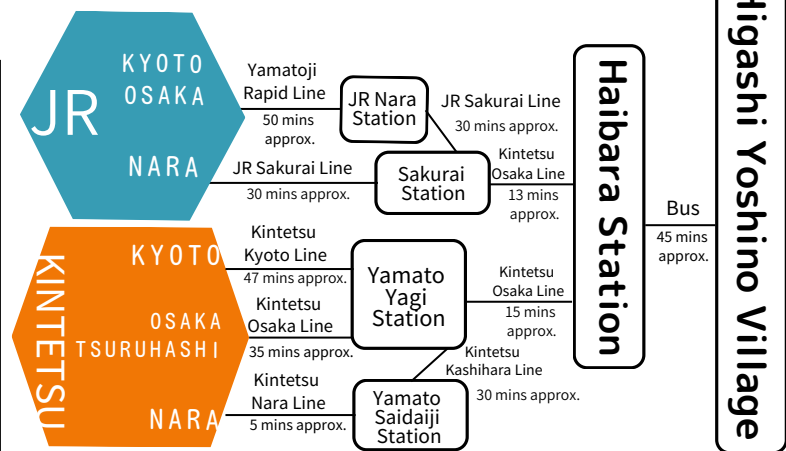 JR
KYOTO
OSAKA
NARA
Yamatoji
Rapid Line
50 mins
approx.
JR Nara
Station
JR Sakurai Line
30 mins approx.
JR Sakurai Line
30 mins approx.
Sakurai
Station
Kintetsu
Osaka Line
13 mins
approx.
KINTETSU
KYOTO
OSAKA
TSURUHASHI
NARA
Kintetsu
Kyoto Line
47 mins approx.
Kintetsu
Osaka Line
35 mins approx.
Yamato
Yagi
Station
Kintetsu
Osaka Line
15 mins
approx.
Kintetsu
Nara Line
5 mins approx.
Yamato
Saidaiji
Station
Kintetsu
Kashihara Line
30 mins approx.
Haibara Station
Bus
45 mins
approx.
Higashi Yoshino Village